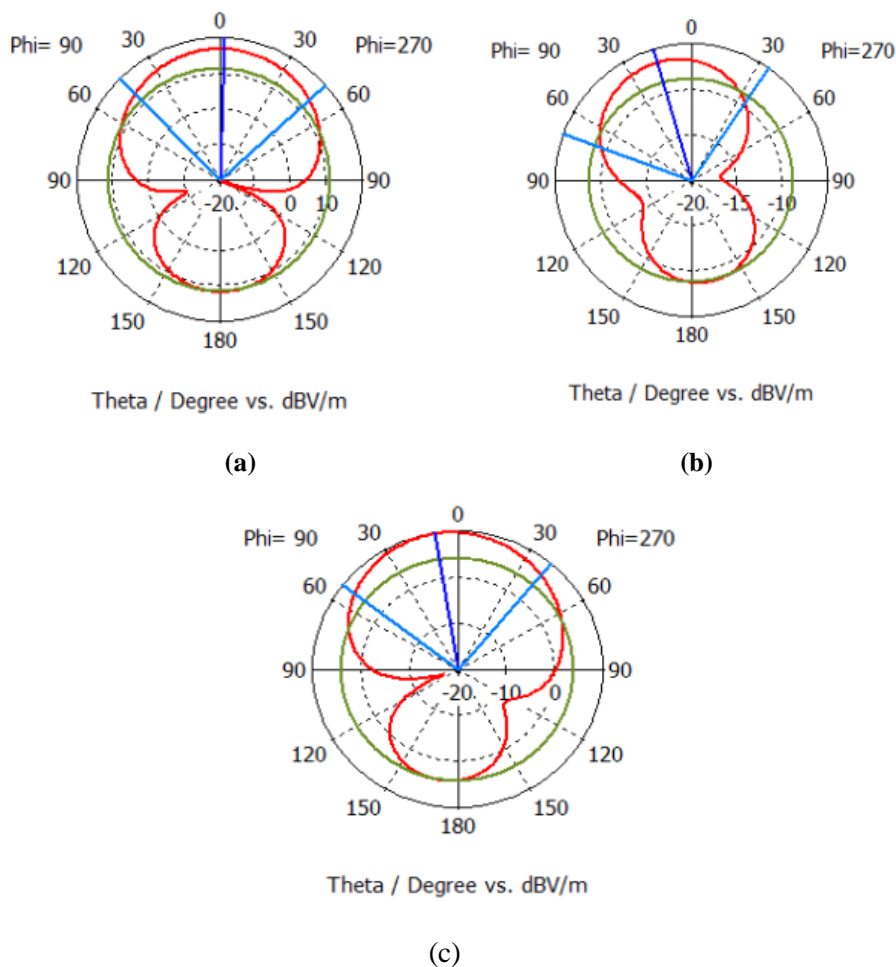 0
Phi= 90 30 30 Phi=270
60 60
90 -20. 0 10 90
120 120
150 150
180
Theta / Degree vs. dBV/m
(a)
0
Phi= 90 30 30 Phi=270
60 60
90 -20 -15 -10 90
120 120
150 150
180
Theta / Degree vs. dBV/m
(b)
0
Phi= 90 30 30 Phi=270
60 60
90 -20. -10 0 90
120 120
150 150
180
Theta / Degree vs. dBV/m
(c)